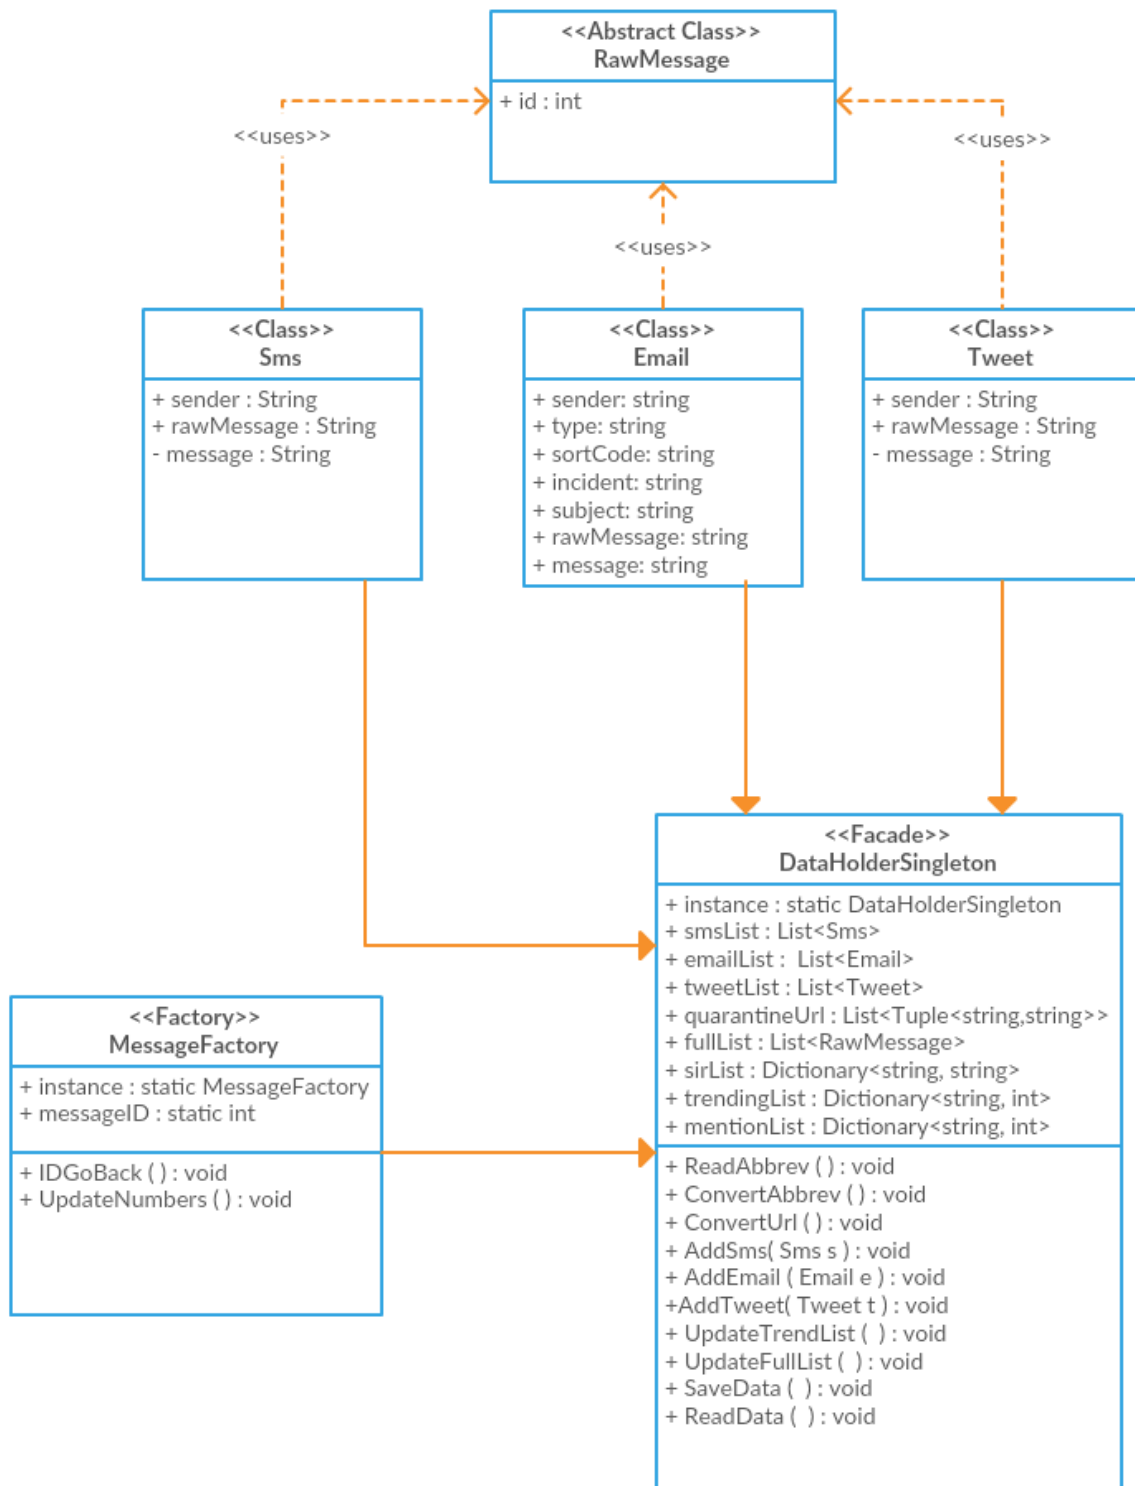 <<Abstract Class>>
RawMessage
+ id : int
<<uses>>
<<uses>>
<<uses>>
<<Class>>
Sms
+ sender : String
+ rawMessage : String
- message : String
<<Class>>
Email
+ sender: string
+ type: string
+ sortCode: string
+ incident: string
+ subject: string
+ rawMessage: string
+ message: string
<<Class>>
Tweet
+ sender : String
+ rawMessage : String
- message : String
<<Facade>>
DataHolderSingleton
+ instance : static DataHolderSingleton
+ smsList : List<Sms>
+ emailList :  List<Email>
+ tweetList : List<Tweet>
+ quarantineUrl : List<Tuple<string,string>>
+ fullList : List<RawMessage>
+ sirList : Dictionary<string, string>
+ trendingList : Dictionary<string, int>
+ mentionList : Dictionary<string, int>
+ ReadAbbrev ( ) : void
+ ConvertAbbrev ( ) : void
+ ConvertUrl ( ) : void
+ AddSms( Sms s ) : void
+ AddEmail ( Email e ) : void
+AddTweet( Tweet t ) : void
+ UpdateTrendList (  ) : void
+ UpdateFullList (  ) : void
+ SaveData (  ) : void
+ ReadData (  ) : void
<<Factory>>
MessageFactory
+ instance : static MessageFactory
+ messageID : static int
+ IDGoBack ( ) : void
+ UpdateNumbers ( ) : void